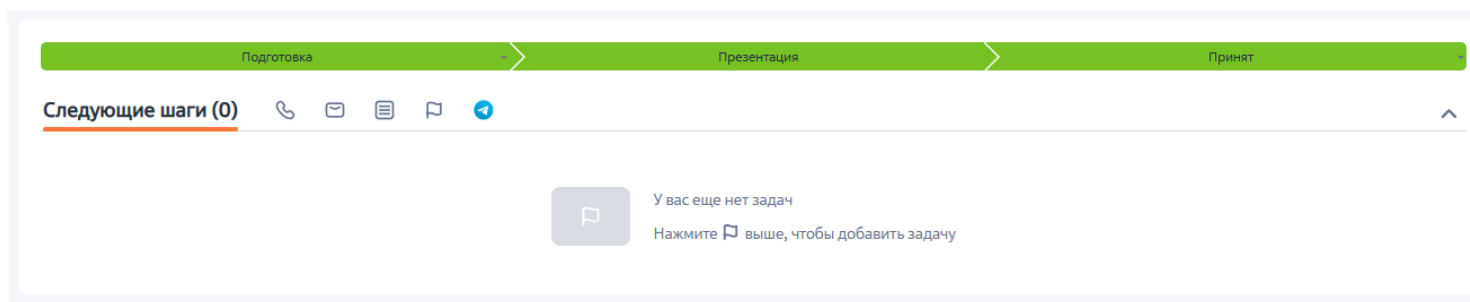 Подготовка Презентация Принят
Следующие шаги (0)
У вас еще нет задач
Нажмите выше, чтобы добавить задачу